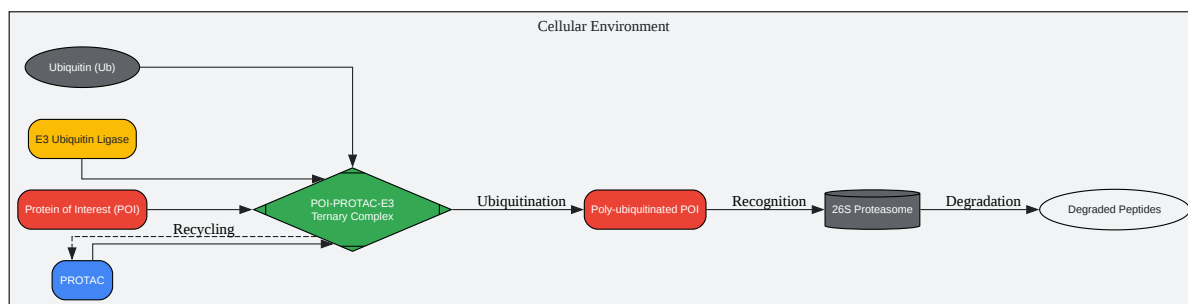 Cellular Environment
Ubiquitin (Ub)
E3 Ubiquitin Ligase
Protein of Interest (POI)
POI-PROTAC-E3
Ternary Complex
Ubiquitination
Poly-ubiquitinated POI
Recognition
26S Proteasome
Degradation
Degraded Peptides
Recycling
PROTAC